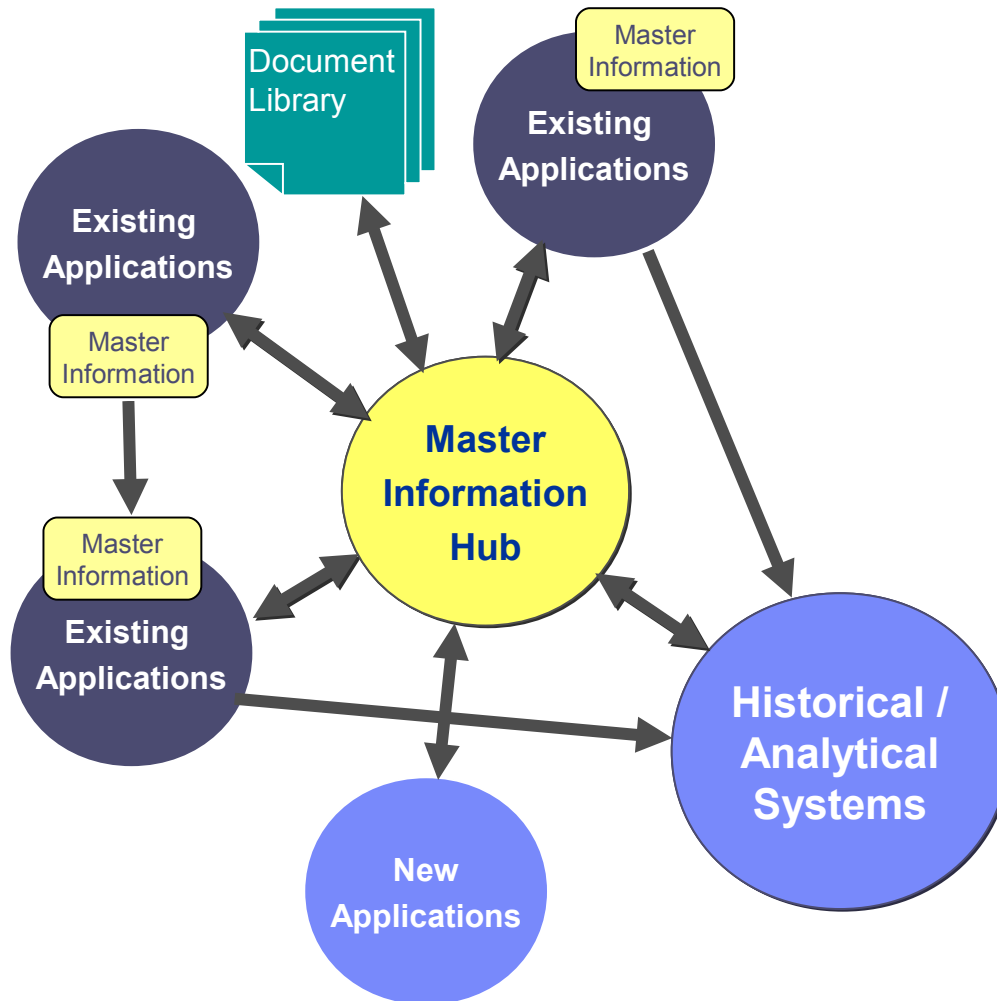 Document
Library
Master
Information
Existing
Applications
Existing
Applications
Master
Information
Master
Information
Hub
Master
Information
Existing
Applications
Historical /
Analytical
Systems
New
Applications